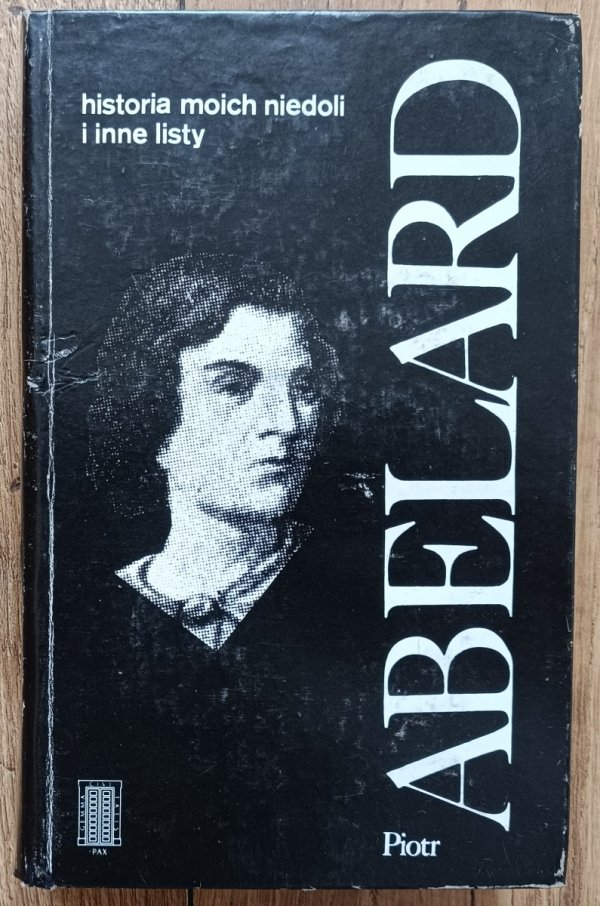 historia moich niedoli
i inne listy
ABELARD
Piotr
PAX